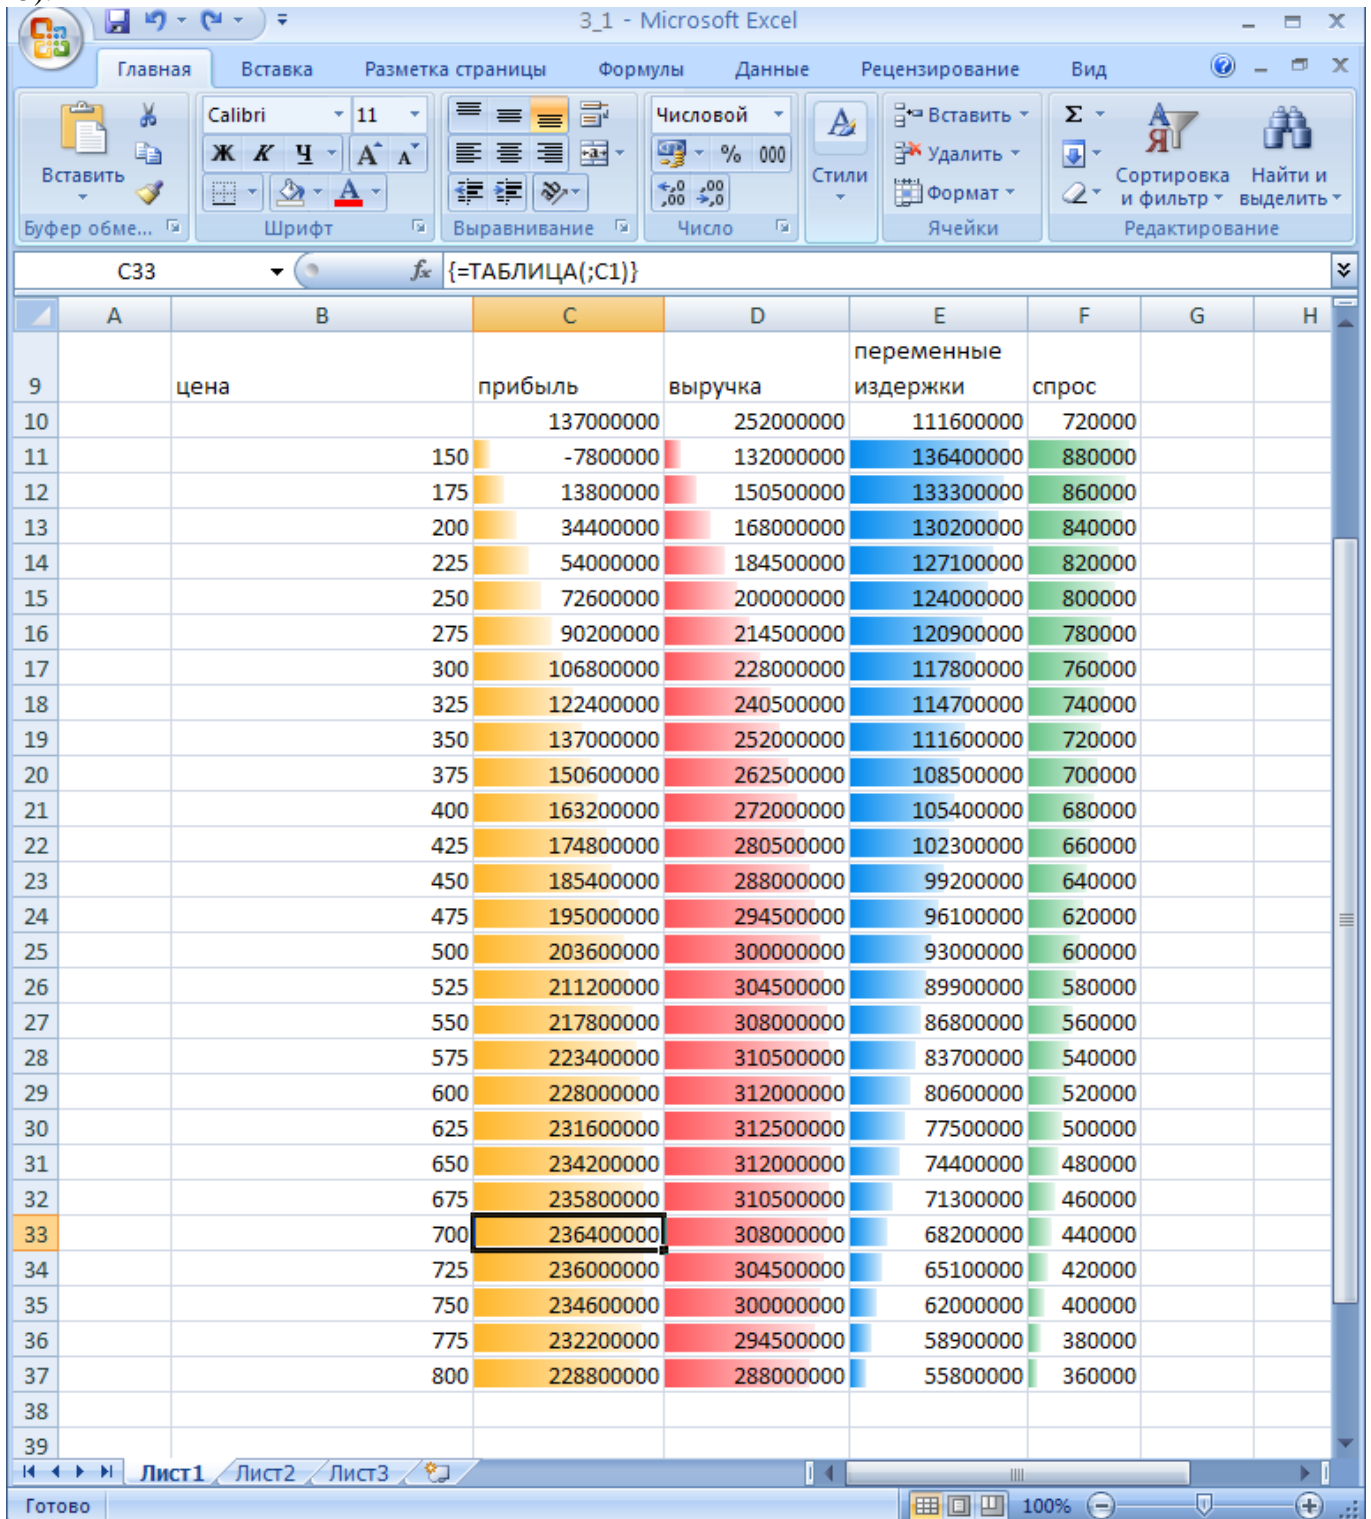 3_1 - Microsoft Excel
Главная Вставка Разметка страницы Формулы Данные Рецензирование Вид
Calibri 11 Числовой Вставить Σ
Ж К Ч % 000 Удалить
Вставить Стили Формат Сортировка и фильтр Найти и выделить
Буфер обме... Шрифт Выравнивание Число Ячейки Редактирование
C33 fx {=ТАБЛИЦА(;C1)}
A B C D E F G H
9 цена прибыль выручка переменные издержки спрос
10 137000000 252000000 111600000 720000
11 150 -7800000 132000000 136400000 880000
12 175 13800000 150500000 133300000 860000
13 200 34400000 168000000 130200000 840000
14 225 54000000 184500000 127100000 820000
15 250 72600000 200000000 124000000 800000
16 275 90200000 214500000 120900000 780000
17 300 106800000 228000000 117800000 760000
18 325 122400000 240500000 114700000 740000
19 350 137000000 252000000 111600000 720000
20 375 150600000 262500000 108500000 700000
21 400 163200000 272000000 105400000 680000
22 425 174800000 280500000 102300000 660000
23 450 185400000 288000000 99200000 640000
24 475 195000000 294500000 96100000 620000
25 500 203600000 300000000 93000000 600000
26 525 211200000 304500000 89900000 580000
27 550 217800000 308000000 86800000 560000
28 575 223400000 310500000 83700000 540000
29 600 228000000 312000000 80600000 520000
30 625 231600000 312500000 77500000 500000
31 650 234200000 312000000 74400000 480000
32 675 235800000 310500000 71300000 460000
33 700 236400000 308000000 68200000 440000
34 725 236000000 304500000 65100000 420000
35 750 234600000 300000000 62000000 400000
36 775 232200000 294500000 58900000 380000
37 800 228800000 288000000 55800000 360000
38
39
Лист1 Лист2 Лист3
Готово 100%